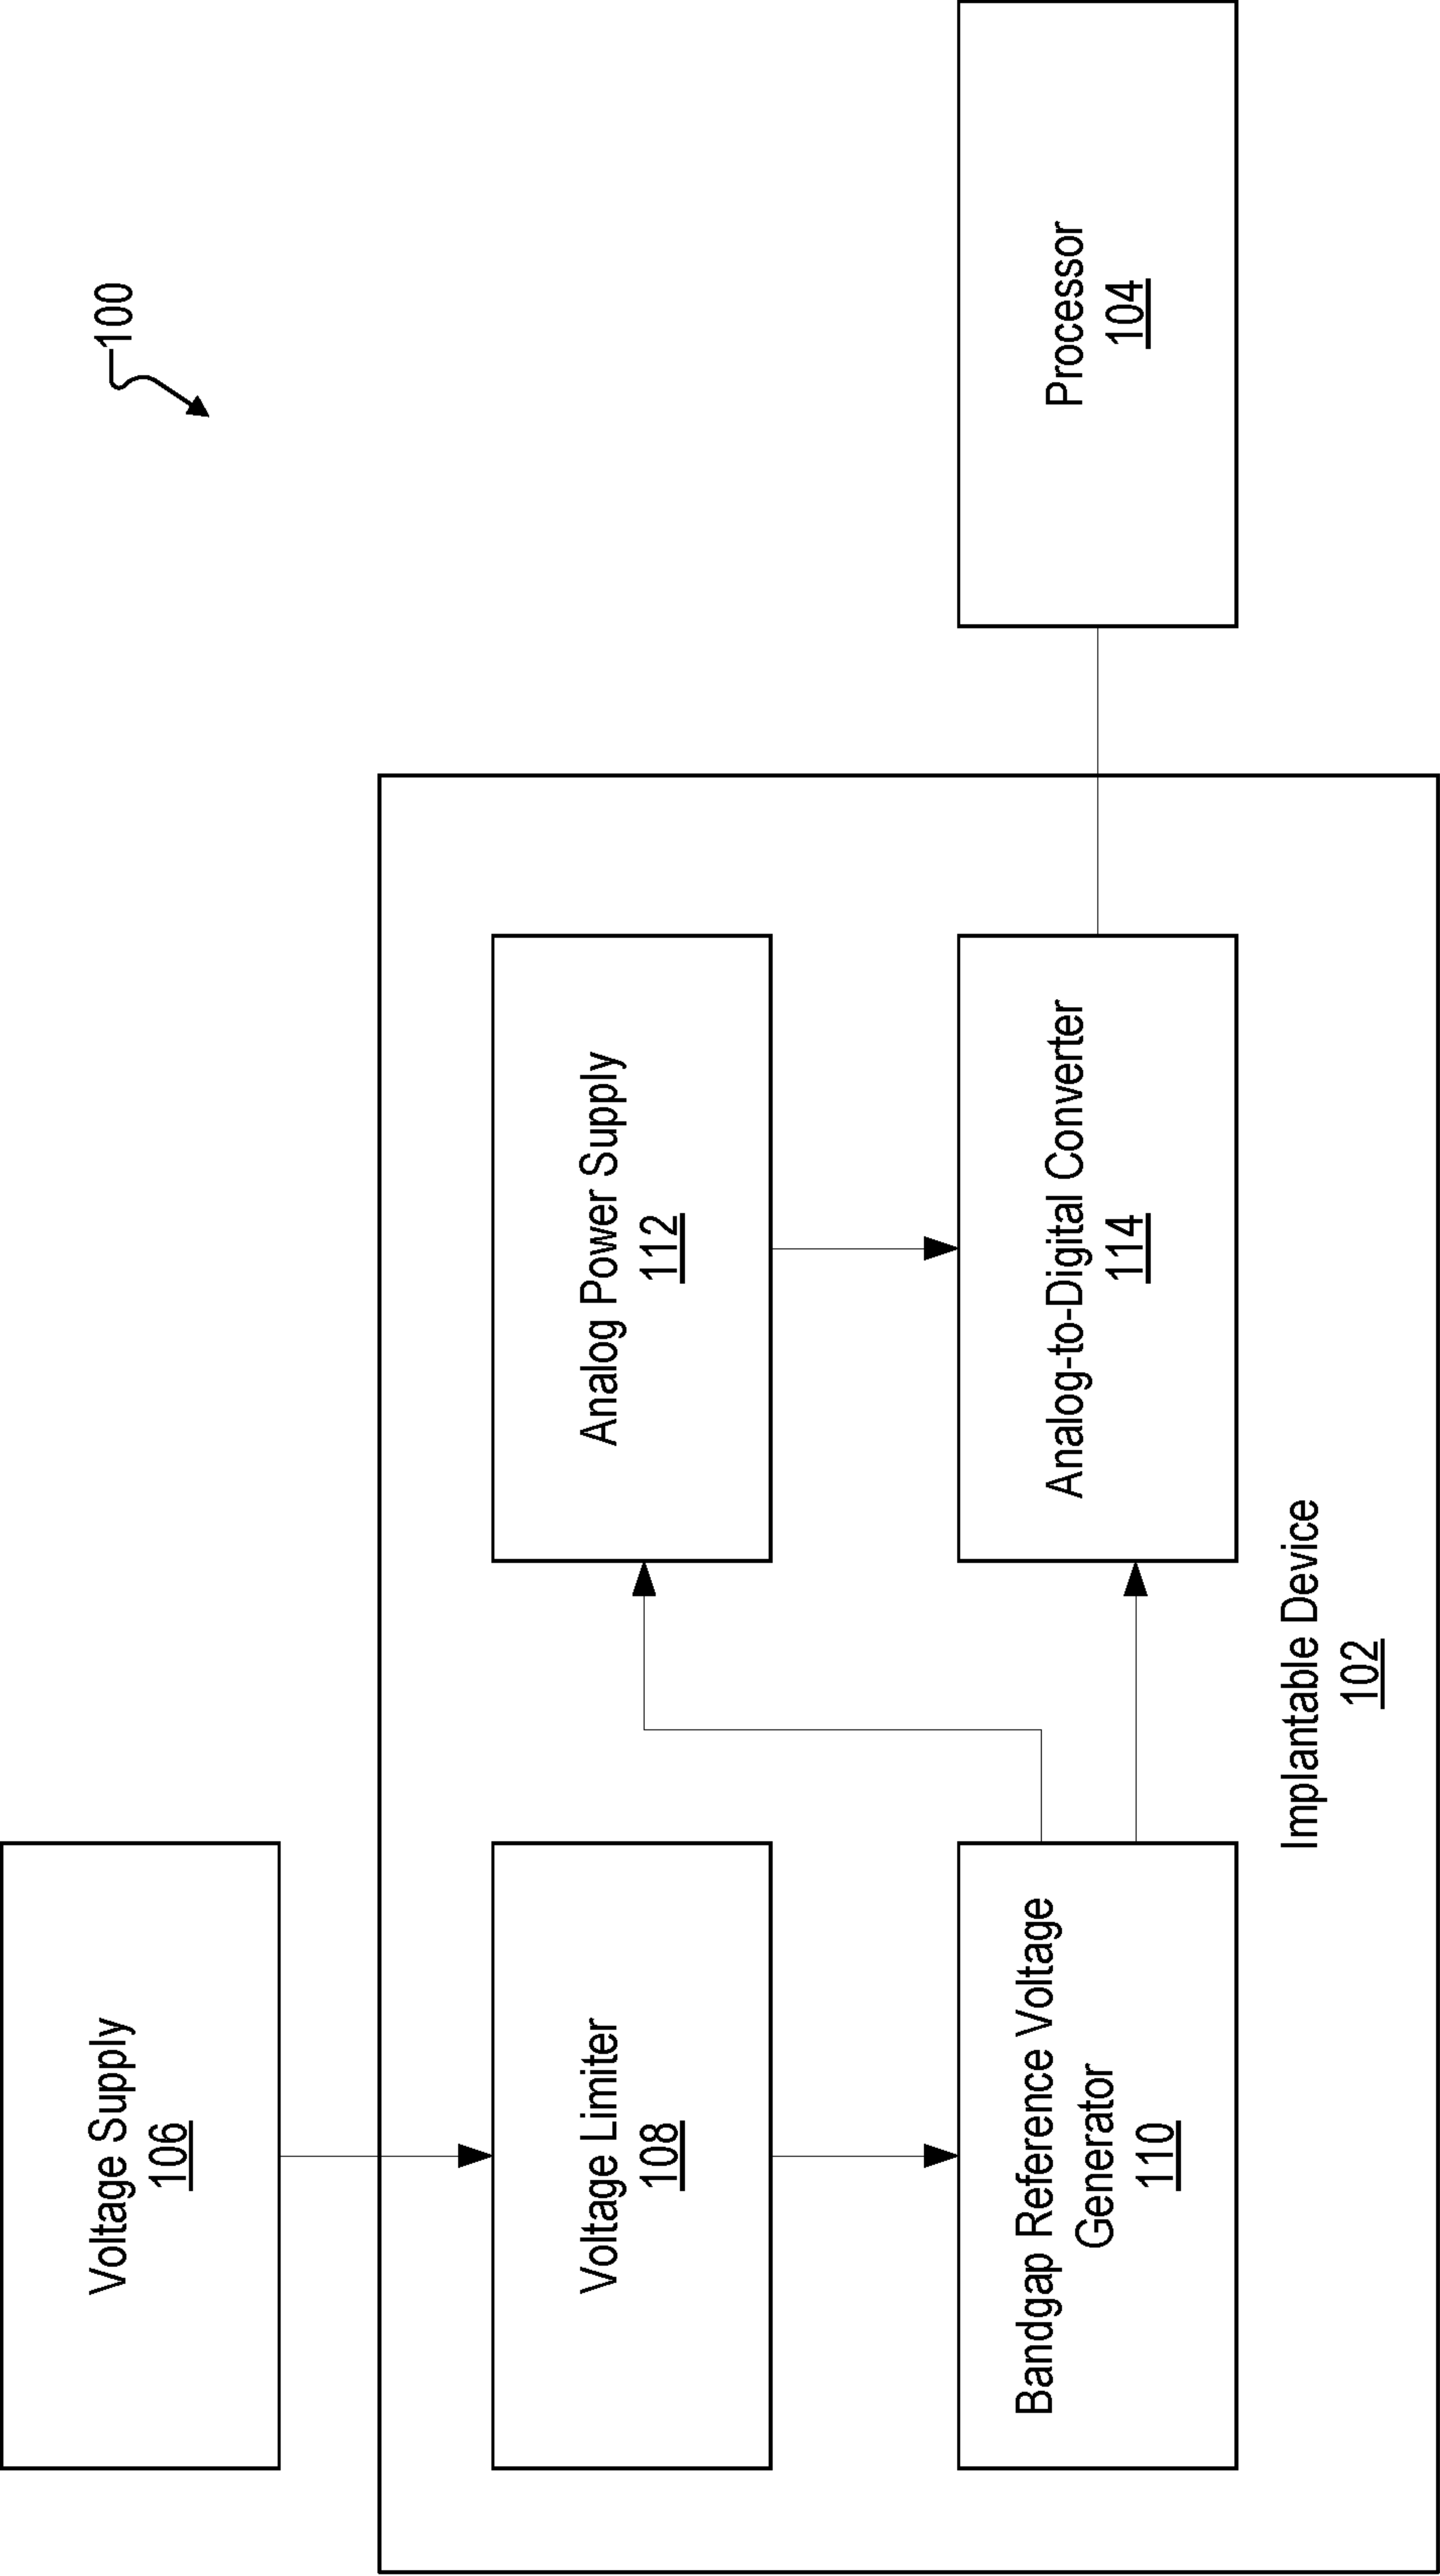 100
Voltage Supply
106
Voltage Limiter
108
Analog Power Supply
112
Bandgap Reference Voltage
Generator
110
Analog-to-Digital Converter
114
Processor
104
Implantable Device
102